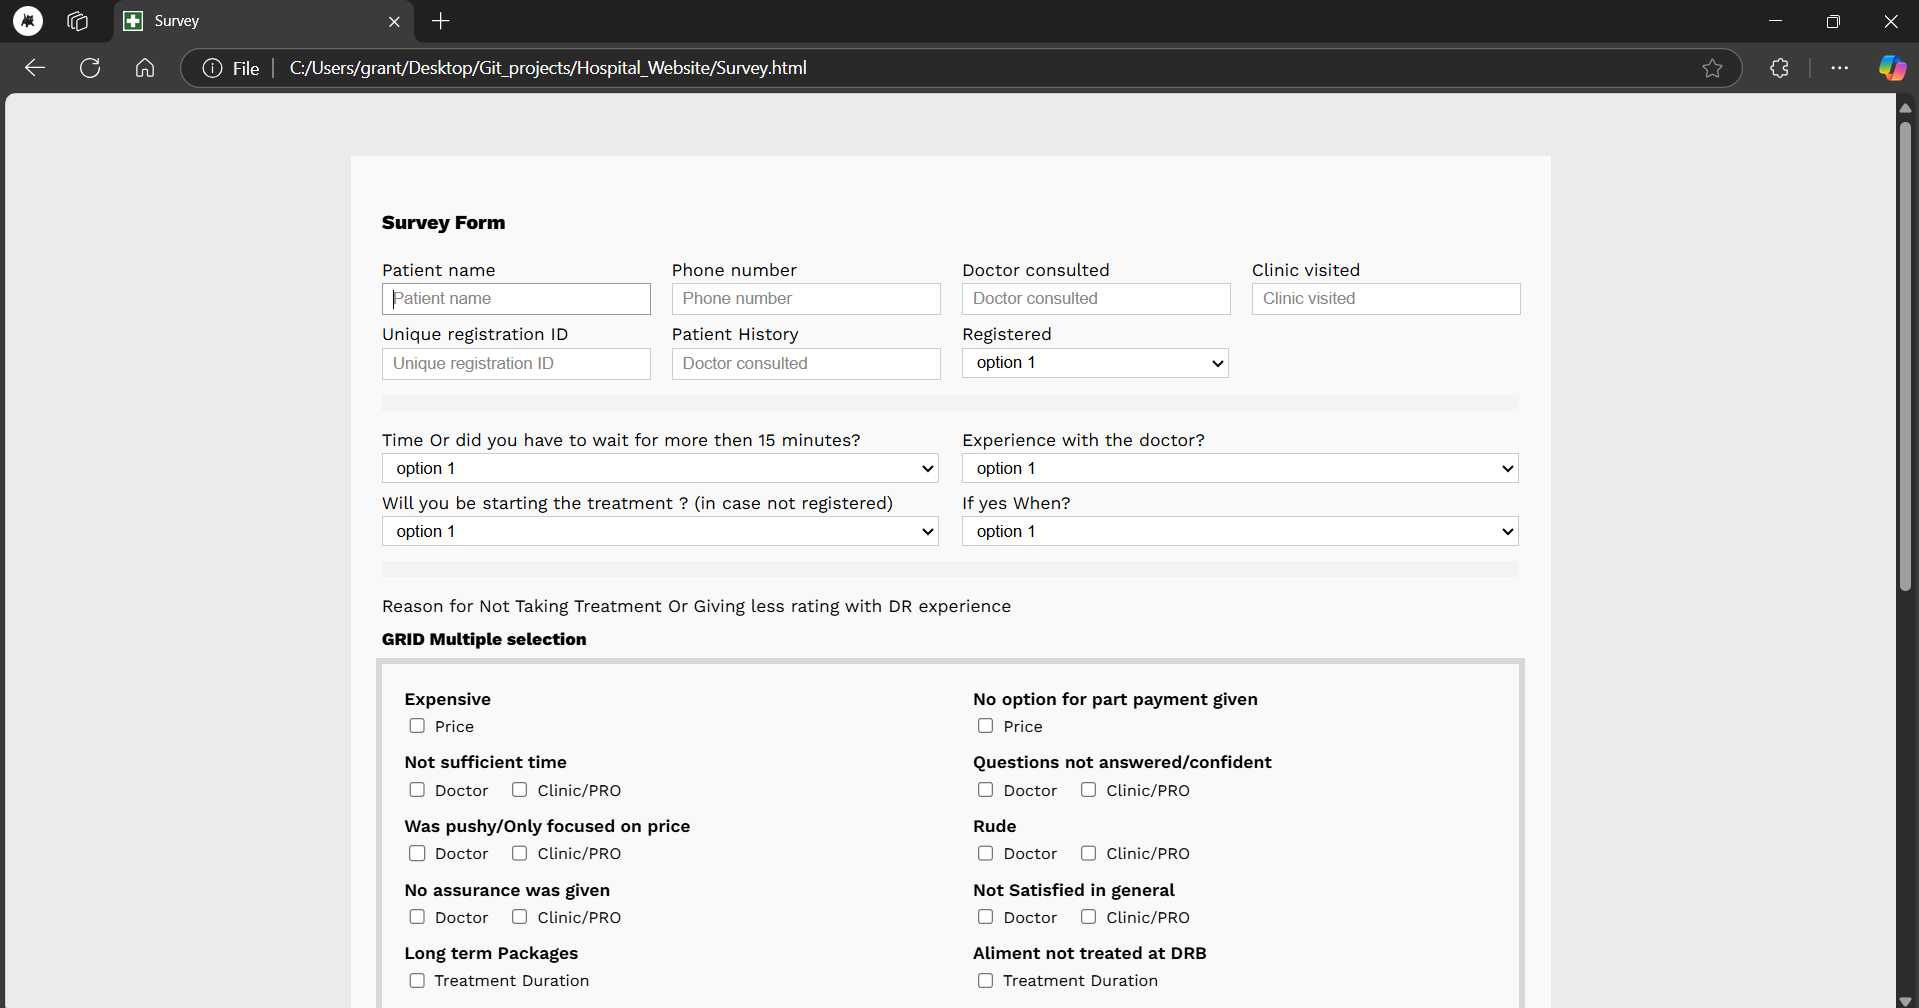 Survey
File
C:/Users/grant/Desktop/Git_projects/Hospital_Website/Survey.html
Survey Form
Patient name Phone number Doctor consulted Clinic visited
Patient name Phone number Doctor consulted Clinic visited
Unique registration ID Patient History Registered
Unique registration ID Doctor consulted option 1
Time Or did you have to wait for more then 15 minutes? Experience with the doctor?
option 1 option 1
Will you be starting the treatment ? (in case not registered) If yes When?
option 1 option 1
Reason for Not Taking Treatment Or Giving less rating with DR experience
GRID Multiple selection
Expensive No option for part payment given
Price Price
Not sufficient time Questions not answered/confident
Doctor Clinic/PRO Doctor Clinic/PRO
Was pushy/Only focused on price Rude
Doctor Clinic/PRO Doctor Clinic/PRO
No assurance was given Not Satisfied in general
Doctor Clinic/PRO Doctor Clinic/PRO
Long term Packages Aliment not treated at DRB
Treatment Duration Treatment Duration